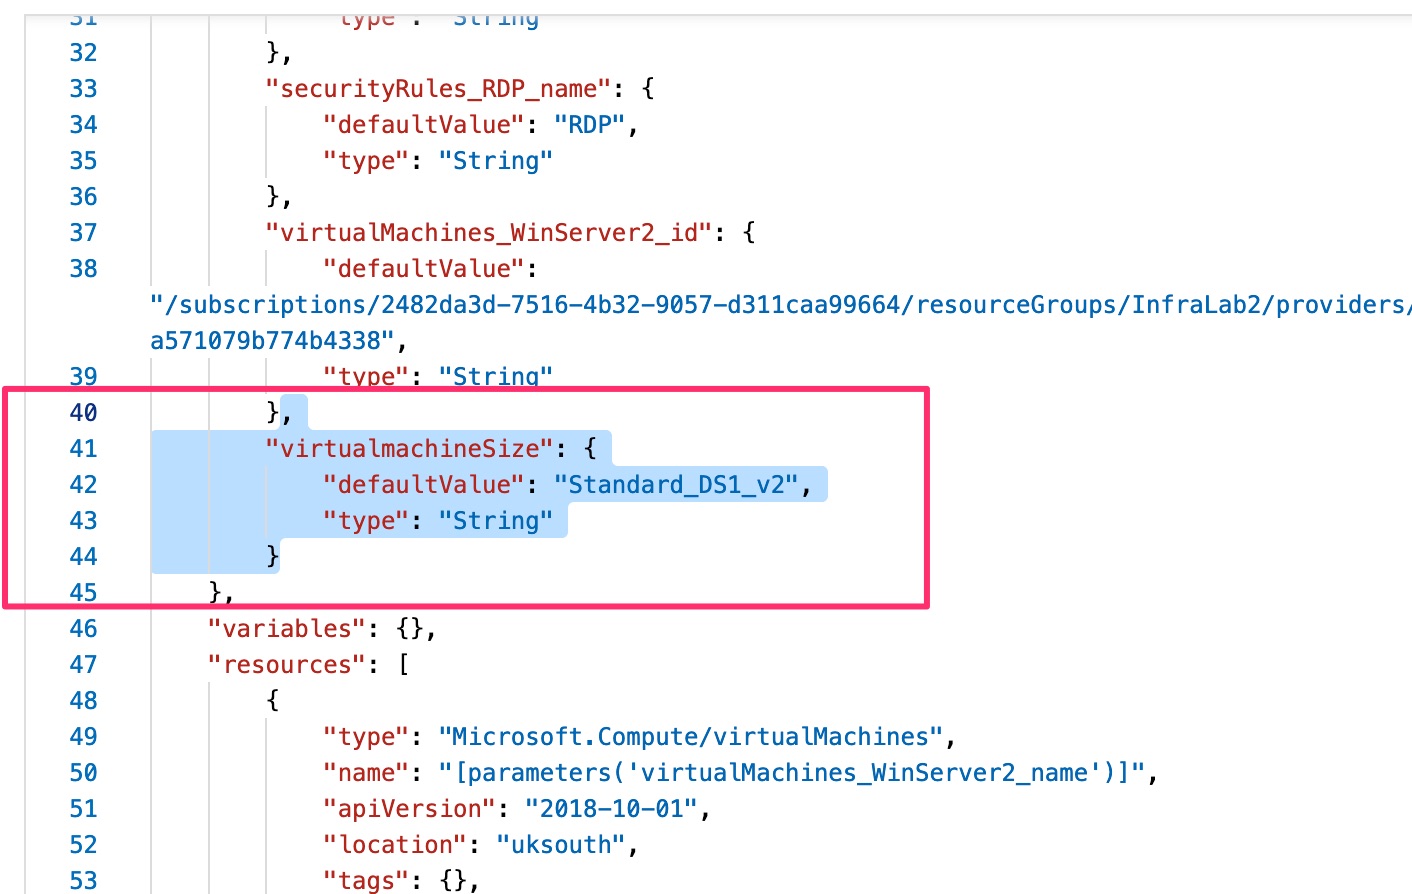 31 "type": "String"
32 },
33 "securityRules_RDP_name": {
34 "defaultValue": "RDP",
35 "type": "String"
36 },
37 "virtualMachines_WinServer2_id": {
38 "defaultValue":
"/subscriptions/2482da3d-7516-4b32-9057-d311caa99664/resourceGroups/InfraLab2/providers/
a571079b774b4338",
39 "type": "String"
40 },
41 "virtualmachineSize": {
42 "defaultValue": "Standard_DS1_v2",
43 "type": "String"
44 }
45 },
46 "variables": {},
47 "resources": [
48 {
49 "type": "Microsoft.Compute/virtualMachines",
50 "name": "[parameters('virtualMachines_WinServer2_name')]",
51 "apiVersion": "2018-10-01",
52 "location": "uksouth",
53 "tags": {},